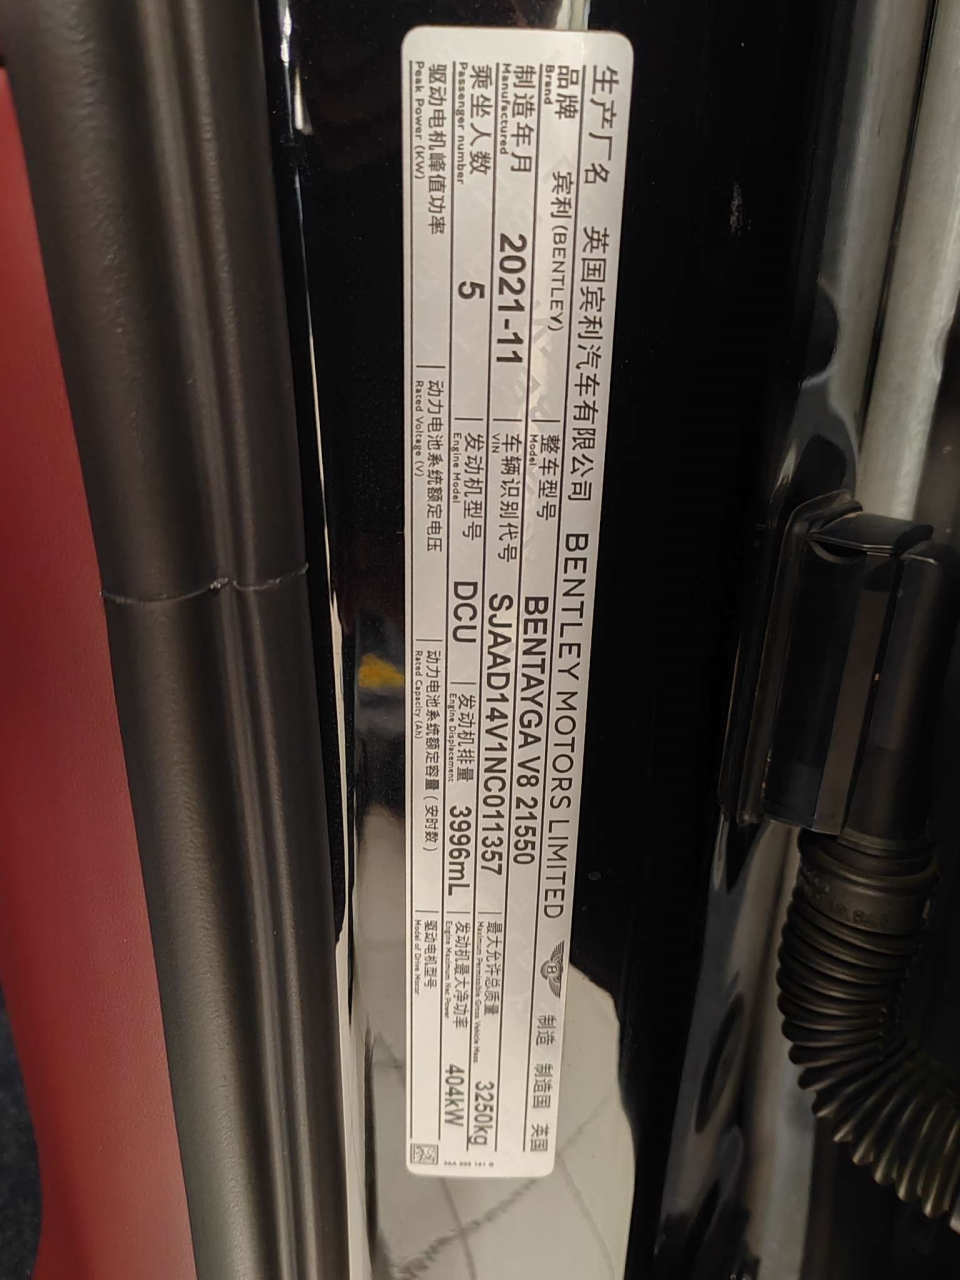 生产厂名 英国宾利汽车有限公司 BENTLEY MOTORS LIMITED B 制造 制造国 英国
品牌 宾利(BENTLEY) 整车型号 BENTAYGA V8 21550
Brand Model
制造年月 2021-11 车辆识别代号 SJAAD14V1NC011357 最大允许总质量 3250kg
Manufactured VIN Maximum Permissible Gross Vehicle Mass
乘坐人数 5 发动机型号 DCU 发动机排量 3996mL 发动机最大净功率 404kW
Passenger number Engine Model Engine Displacement Engine Maximum Net Power
驱动电机峰值功率 动力电池系统额定电压 动力电池系统额定容量(安时数) 驱动电机型号
Peak Power (KW) Rated Voltage (V) Rated Capacity (Ah) Model of Drive Motor